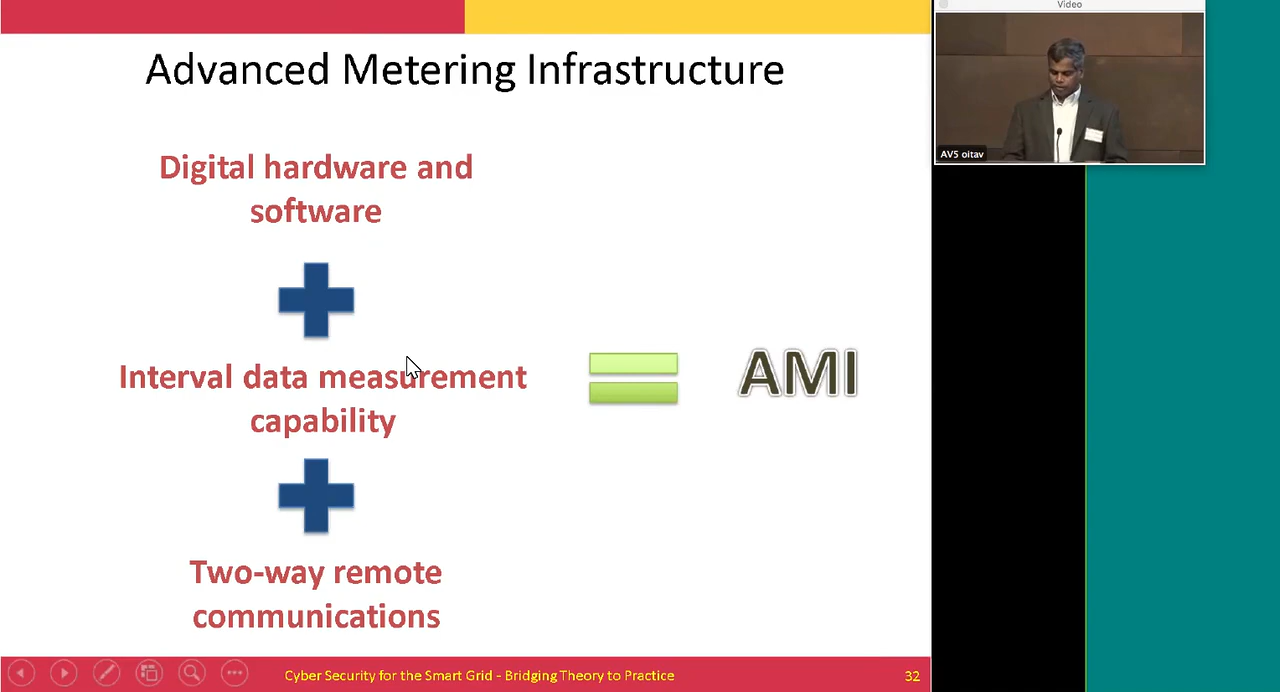 Video
Advanced Metering Infrastructure
AV5 oitav
Digital hardware and
software
Interval data measurement
capability
AMI
Two-way remote
communications
Cyber Security for the Smart Grid - Bridging Theory to Practice
32